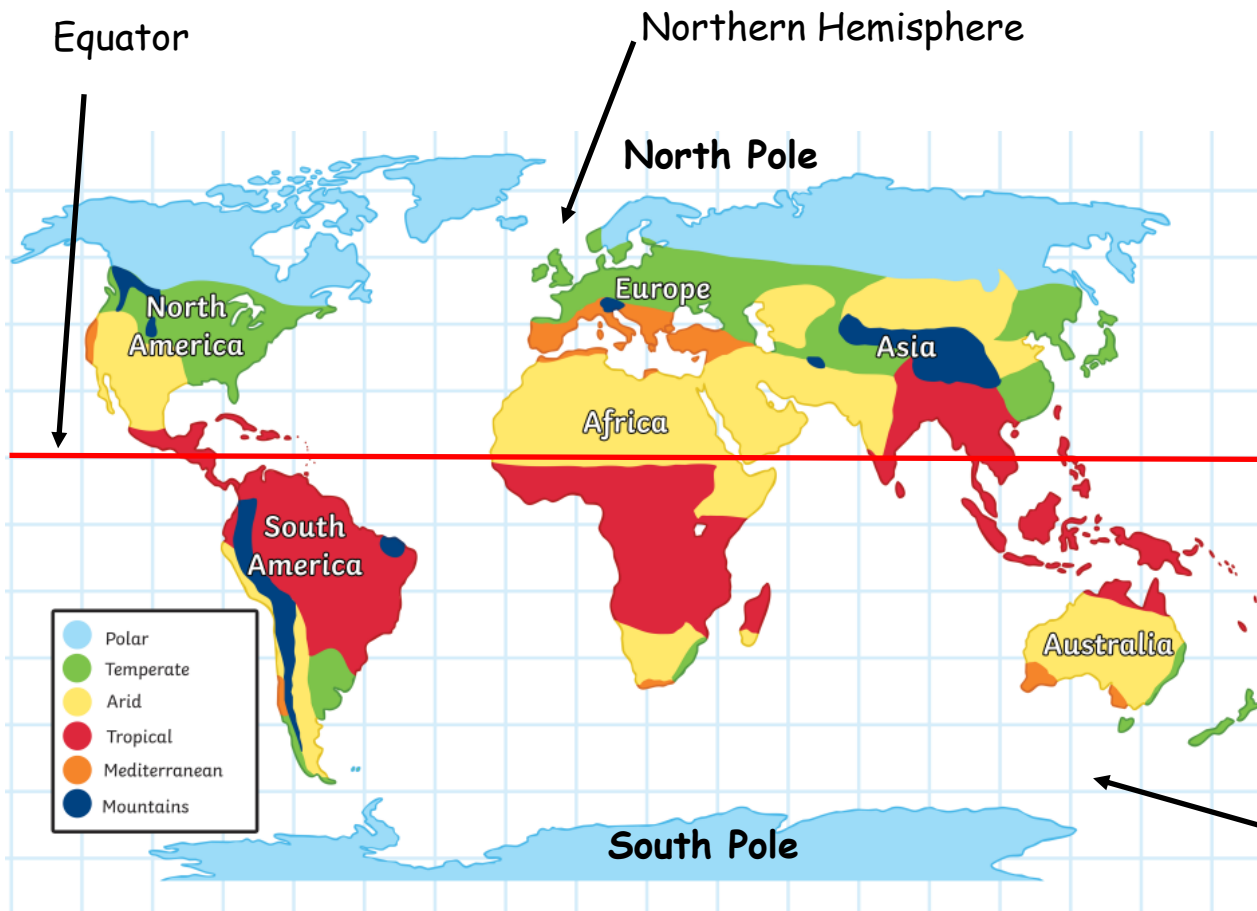 Equator
Northern Hemisphere
North Pole
North
America
Europe
Asia
Africa
South
America
Australia
Polar
Temperate
Arid
Tropical
Mediterranean
Mountains
South Pole